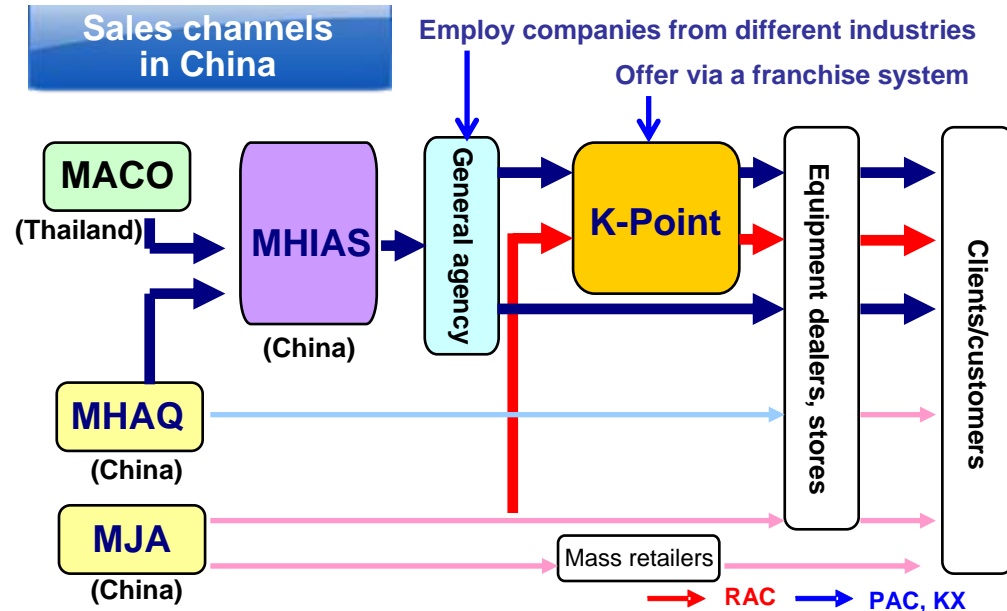 Sales channels
in China
Employ companies from different industries
Offer via a franchise system
MACO
(Thailand)
MHIAS
(China)
General agency
K-Point
Equipment dealers, stores
Clients/customers
MHAQ
(China)
MJA
(China)
Mass retailers
RAC
PAC, KX